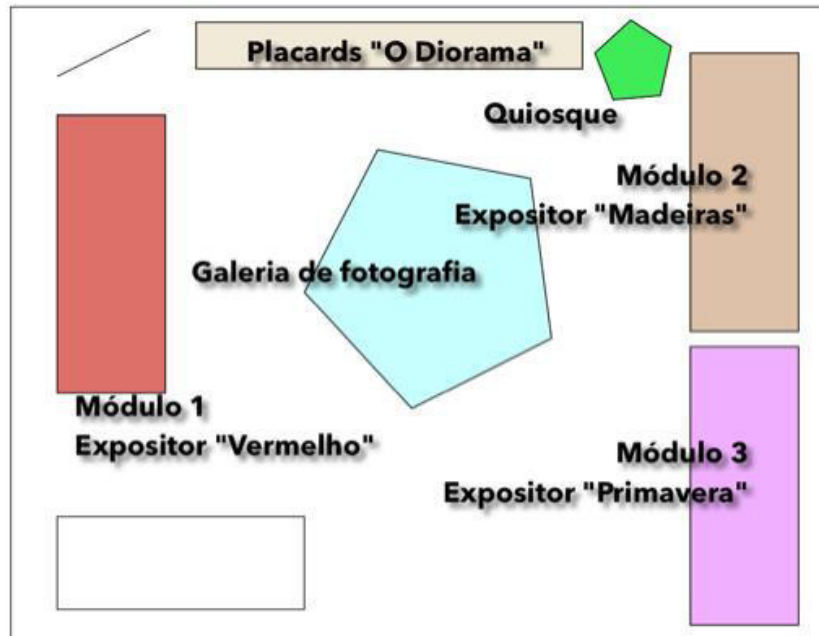 Placards "O Diorama"
Quiosque
Módulo 2
Expositor "Madeiras"
Galeria de fotografia
Módulo 1
Expositor "Vermelho"
Módulo 3
Expositor "Primavera"